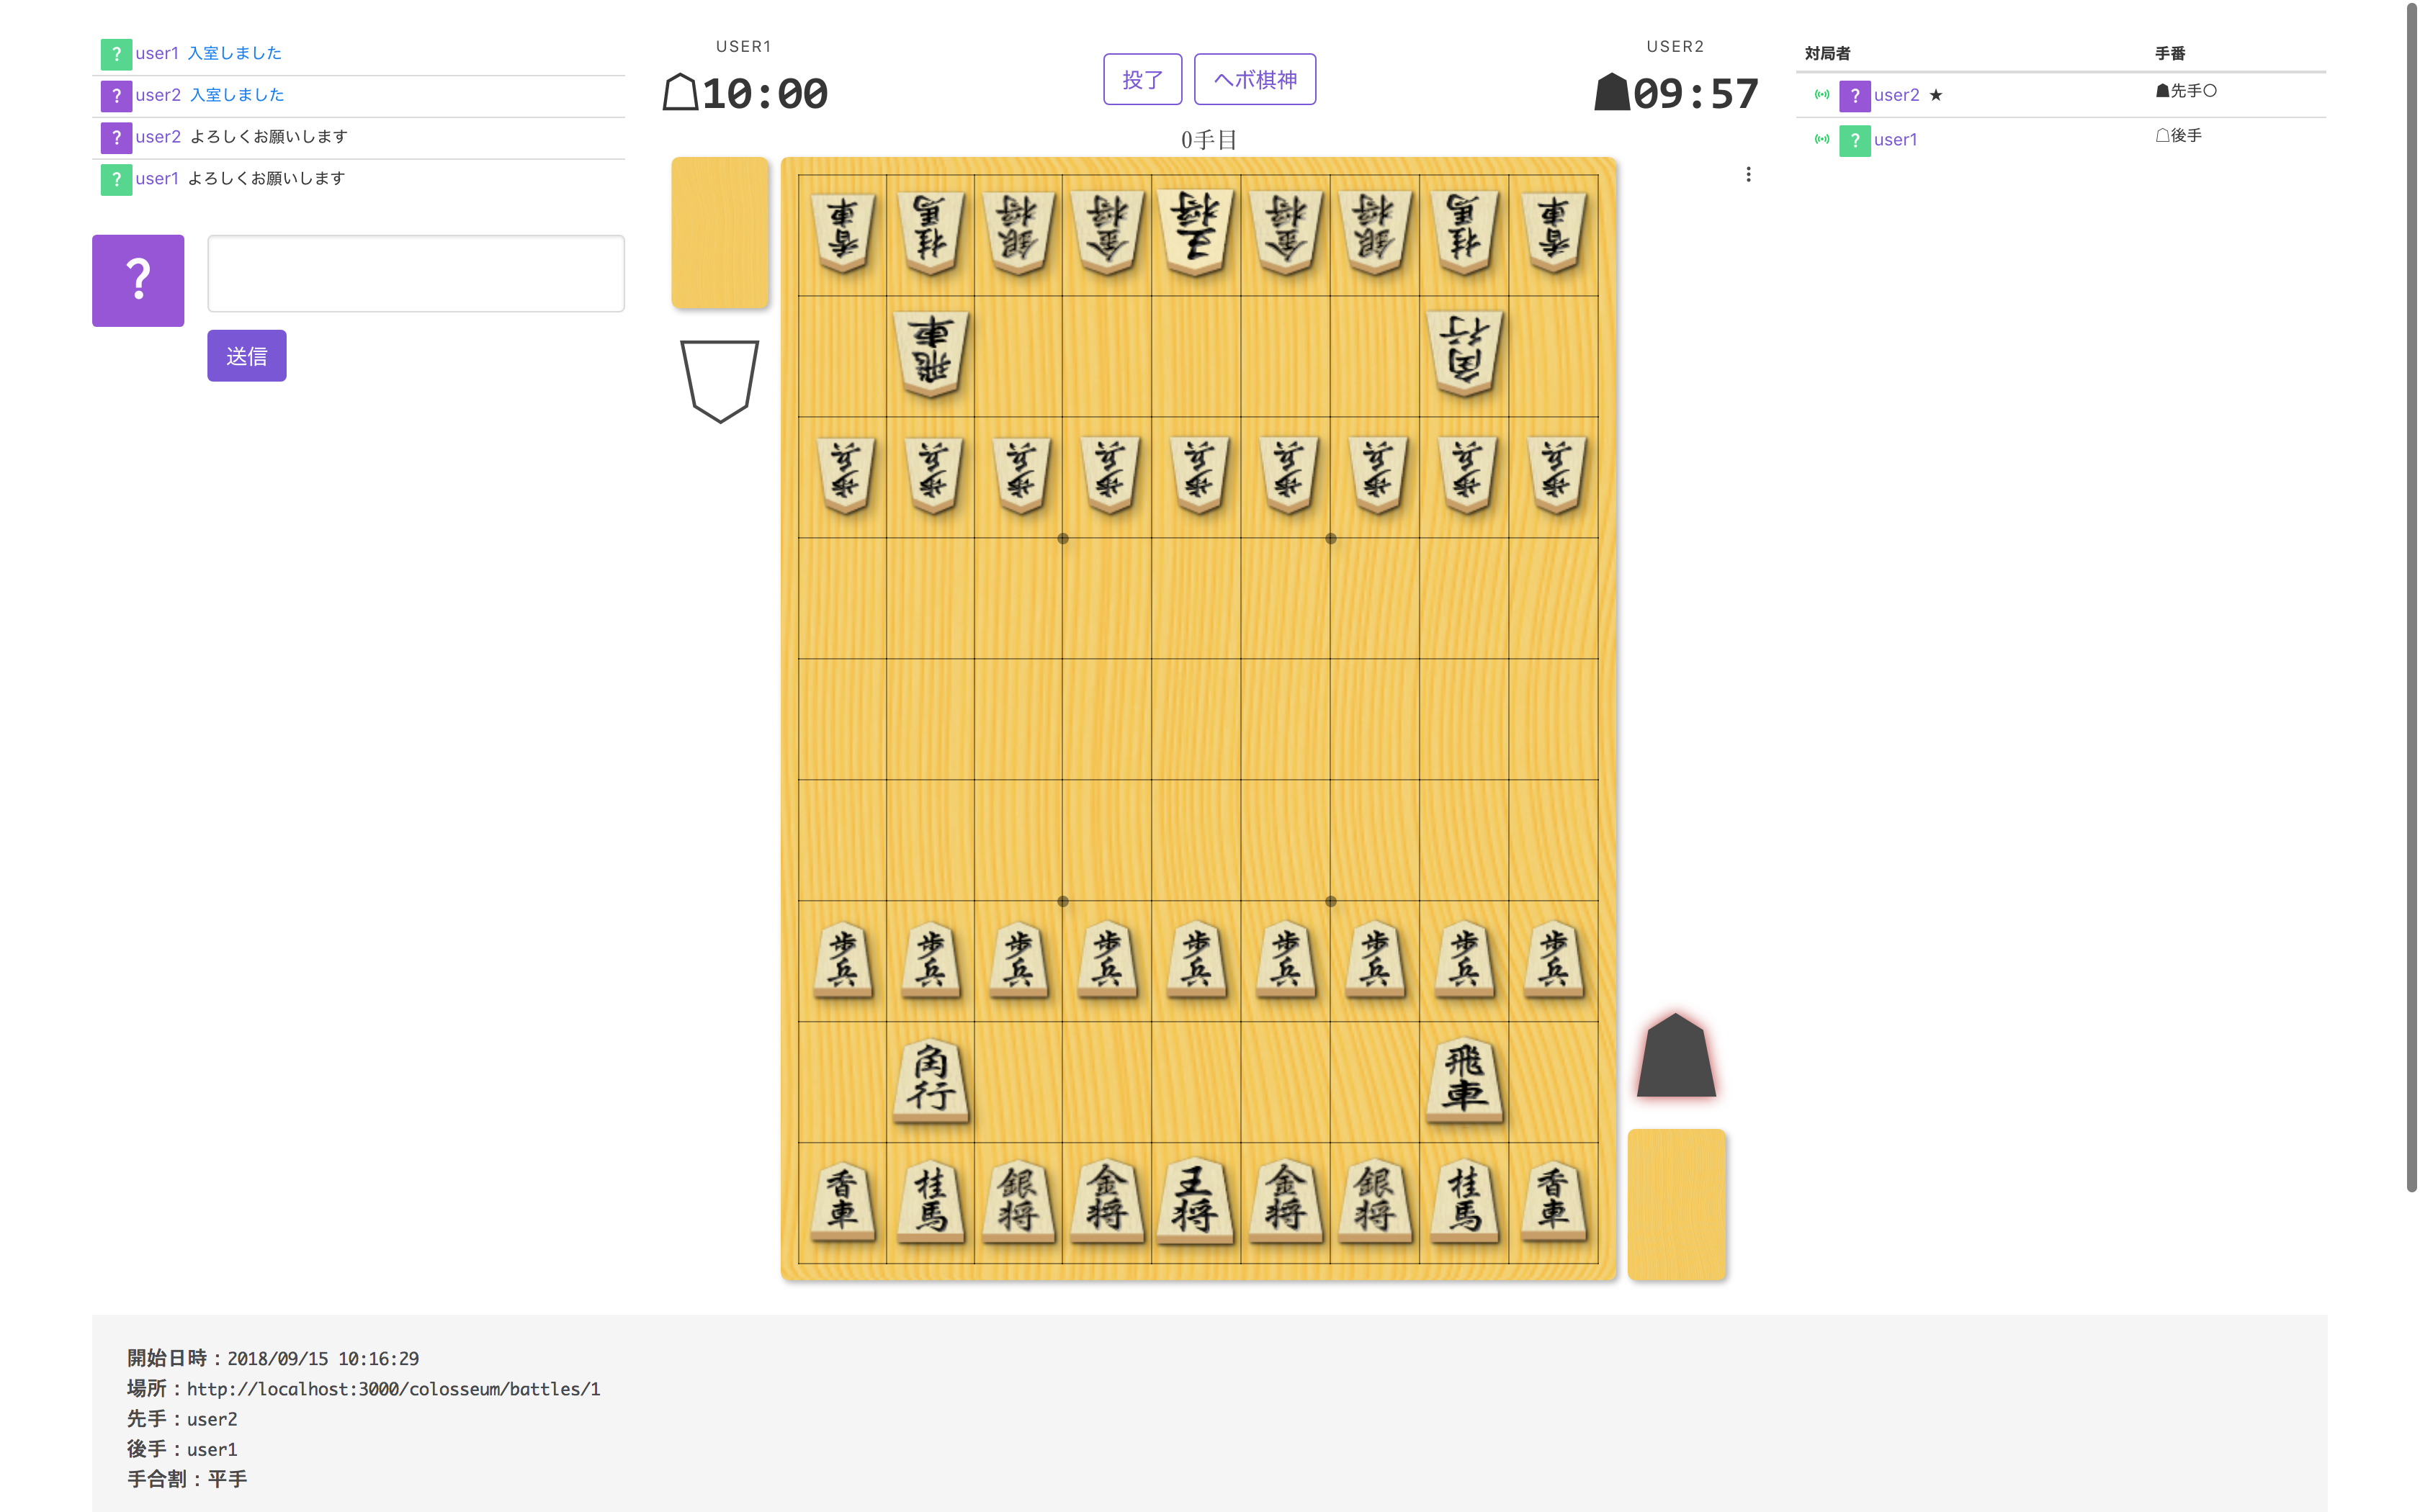 ? user1 入室しました
? user2 入室しました
? user2 よろしくお願いします
? user1 よろしくお願いします
?
送信
USER1
10:00
投了 ヘボ棋神
USER2
09:57
0手目
対局者 手番
? user2 ★ ☗先手○
? user1 ☖後手
香車 桂馬 銀将 金将 王将 金将 銀将 桂馬 香車
飛車 角行
歩兵 歩兵 歩兵 歩兵 歩兵 歩兵 歩兵 歩兵 歩兵
歩兵 歩兵 歩兵 歩兵 歩兵 歩兵 歩兵 歩兵 歩兵
角行 飛車
香車 桂馬 銀将 金将 王将 金将 銀将 桂馬 香車
開始日時：2018/09/15 10:16:29
場所：http://localhost:3000/colosseum/battles/1
先手：user2
後手：user1
手合割：平手